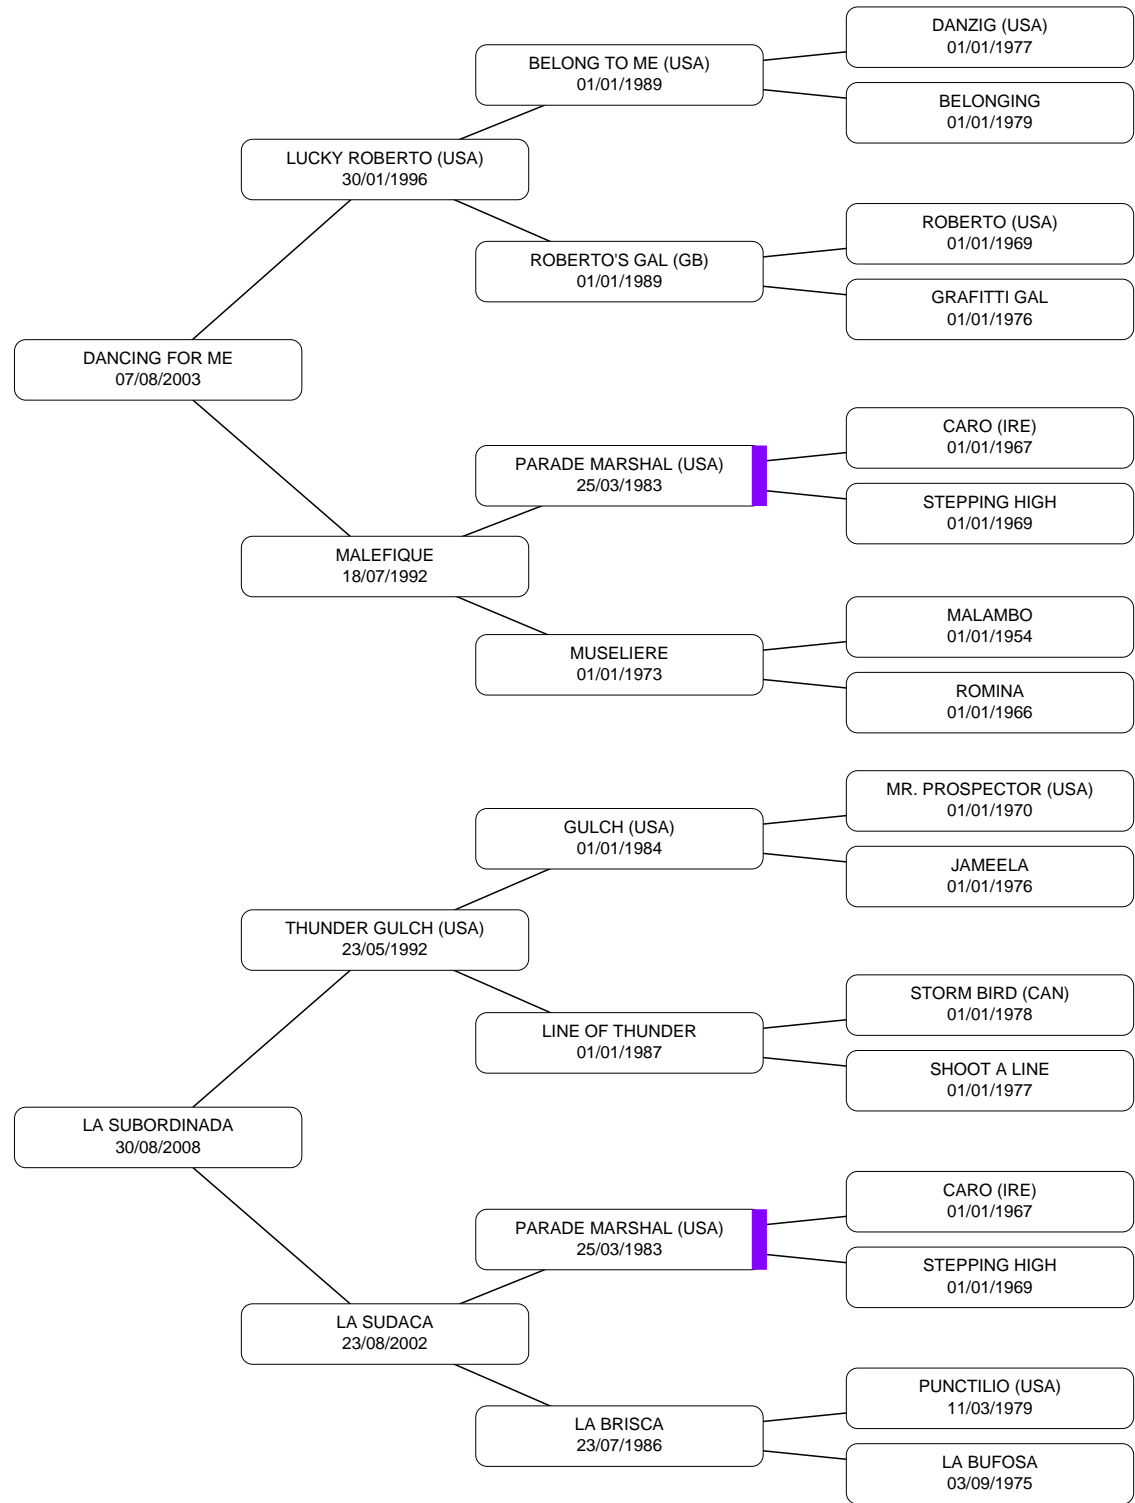 DANZIG (USA)
01/01/1977
BELONG TO ME (USA)
01/01/1989
BELONGING
01/01/1979
LUCKY ROBERTO (USA)
30/01/1996
ROBERTO (USA)
01/01/1969
ROBERTO'S GAL (GB)
01/01/1989
GRAFITTI GAL
01/01/1976
DANCING FOR ME
07/08/2003
CARO (IRE)
01/01/1967
PARADE MARSHAL (USA)
25/03/1983
STEPPING HIGH
01/01/1969
MALEFIQUE
18/07/1992
MALAMBO
01/01/1954
MUSELIERE
01/01/1973
ROMINA
01/01/1966
MR. PROSPECTOR (USA)
01/01/1970
GULCH (USA)
01/01/1984
JAMEELA
01/01/1976
THUNDER GULCH (USA)
23/05/1992
STORM BIRD (CAN)
01/01/1978
LINE OF THUNDER
01/01/1987
SHOOT A LINE
01/01/1977
LA SUBORDINADA
30/08/2008
CARO (IRE)
01/01/1967
PARADE MARSHAL (USA)
25/03/1983
STEPPING HIGH
01/01/1969
LA SUDACA
23/08/2002
PUNCTILIO (USA)
11/03/1979
LA BRISCA
23/07/1986
LA BUFOSA
03/09/1975